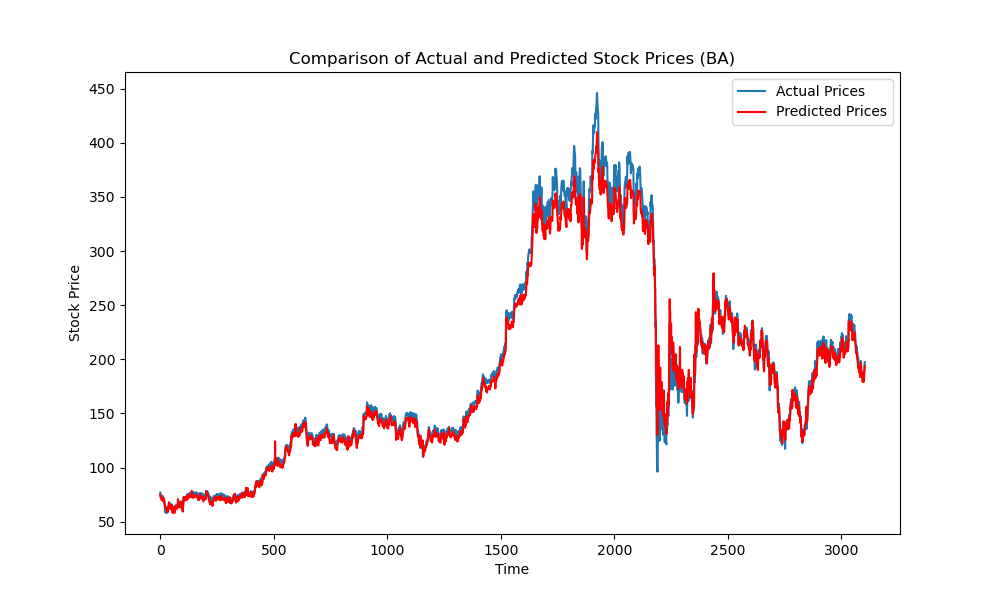 Comparison of Actual and Predicted Stock Prices (BA)
Actual Prices
Predicted Prices
Stock Price
450
400
350
300
250
200
150
100
50
0 500 1000 1500 2000 2500 3000
Time